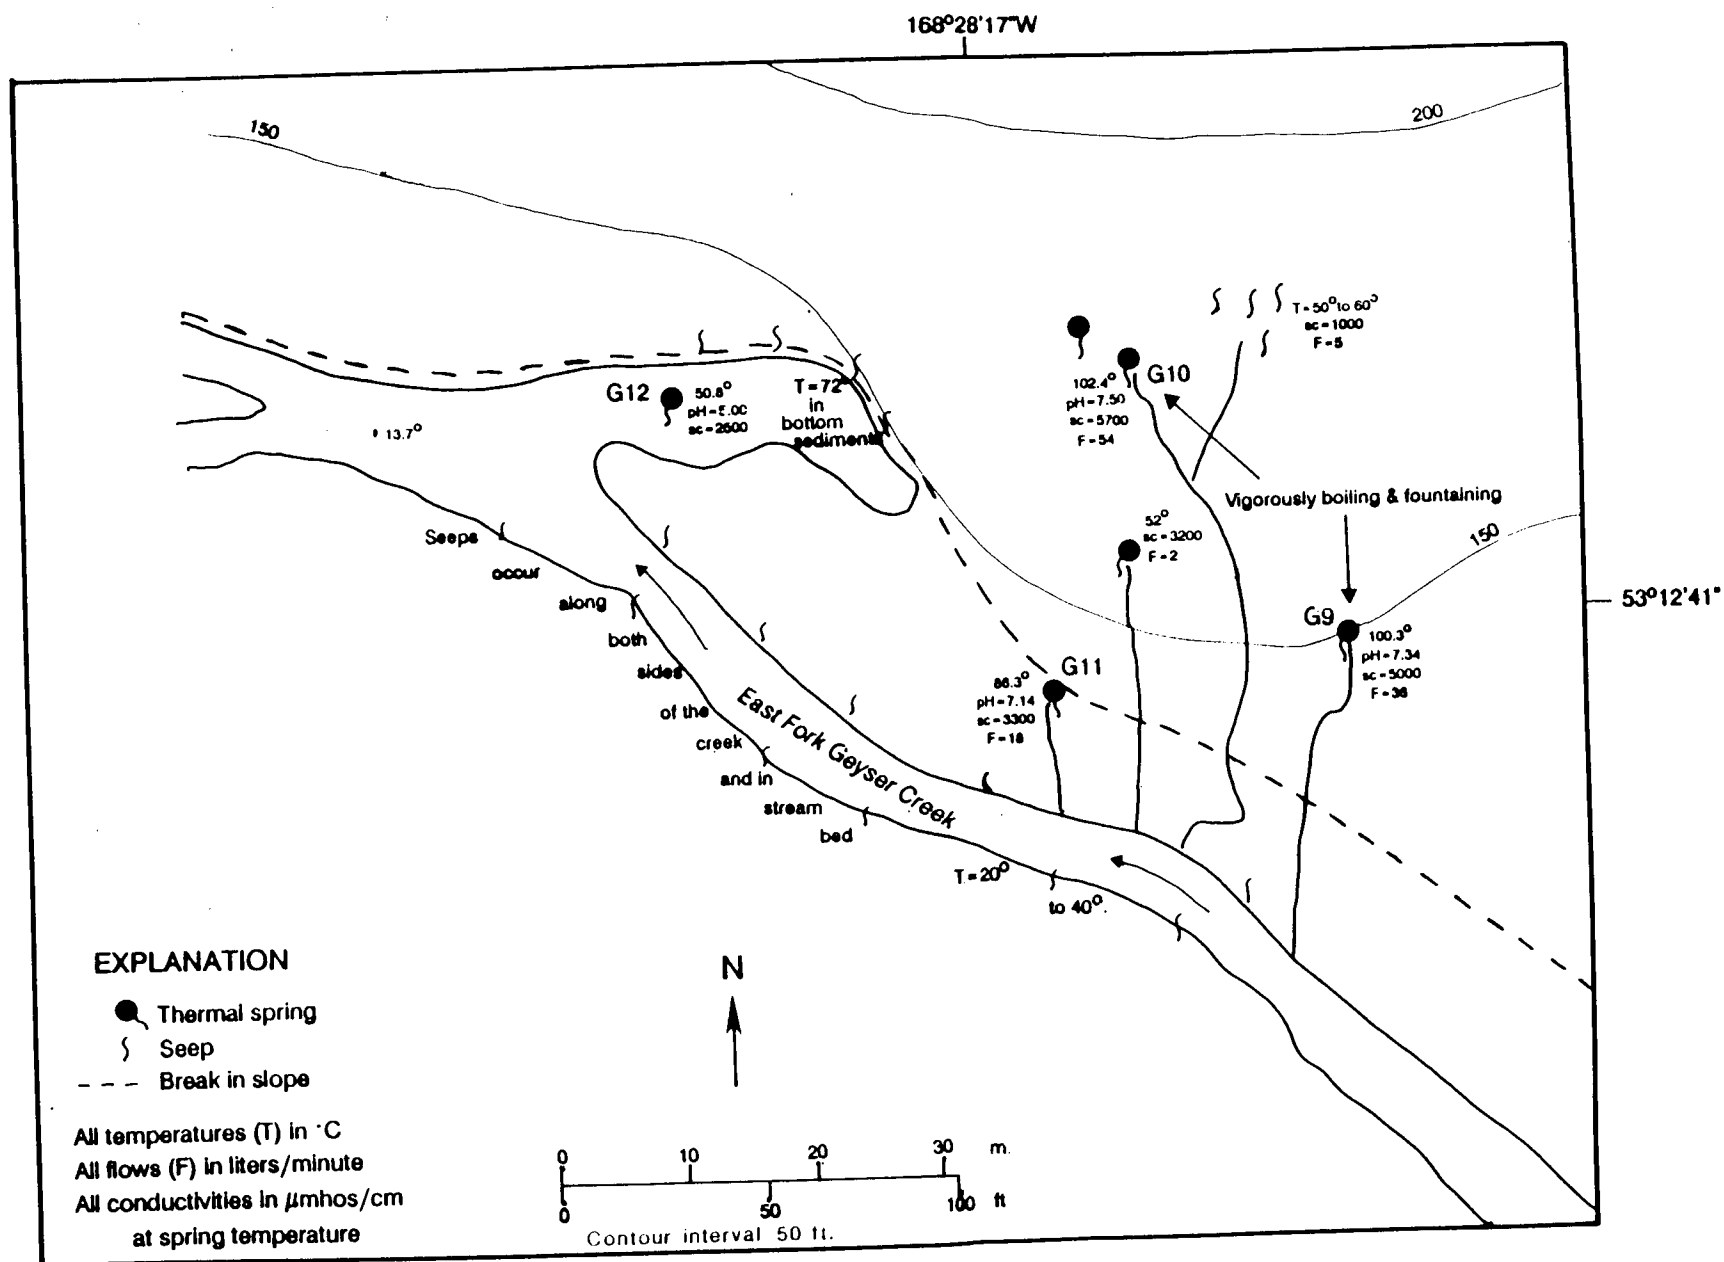 168°28'17"W
200
150
T=50° to 60°
sc=1000
F=5
G10
102.4°
pH=7.50
sc=5700
F=54
G12
50.8°
sc=2600
T=72°
in
bottom
sediments
13.7°
Vigorously boiling & fountaining
52°
sc=3200
F=2
150
53°12'41"
G9
100.3°
pH=7.34
sc=5000
F=36
G11
86.3°
pH=7.14
sc=3300
F=18
Seeps
occur
along
both
sides
of the
creek
and in
stream
bed
East Fork Geyser Creek
T=20°
to 40°
EXPLANATION
Thermal spring
Seep
Break in slope
All temperatures (T) in °C
All flows (F) in liters/minute
All conductivities in µmhos/cm
at spring temperature
N
0 10 20 30 m.
0 50 100 ft
Contour interval 50 ft.